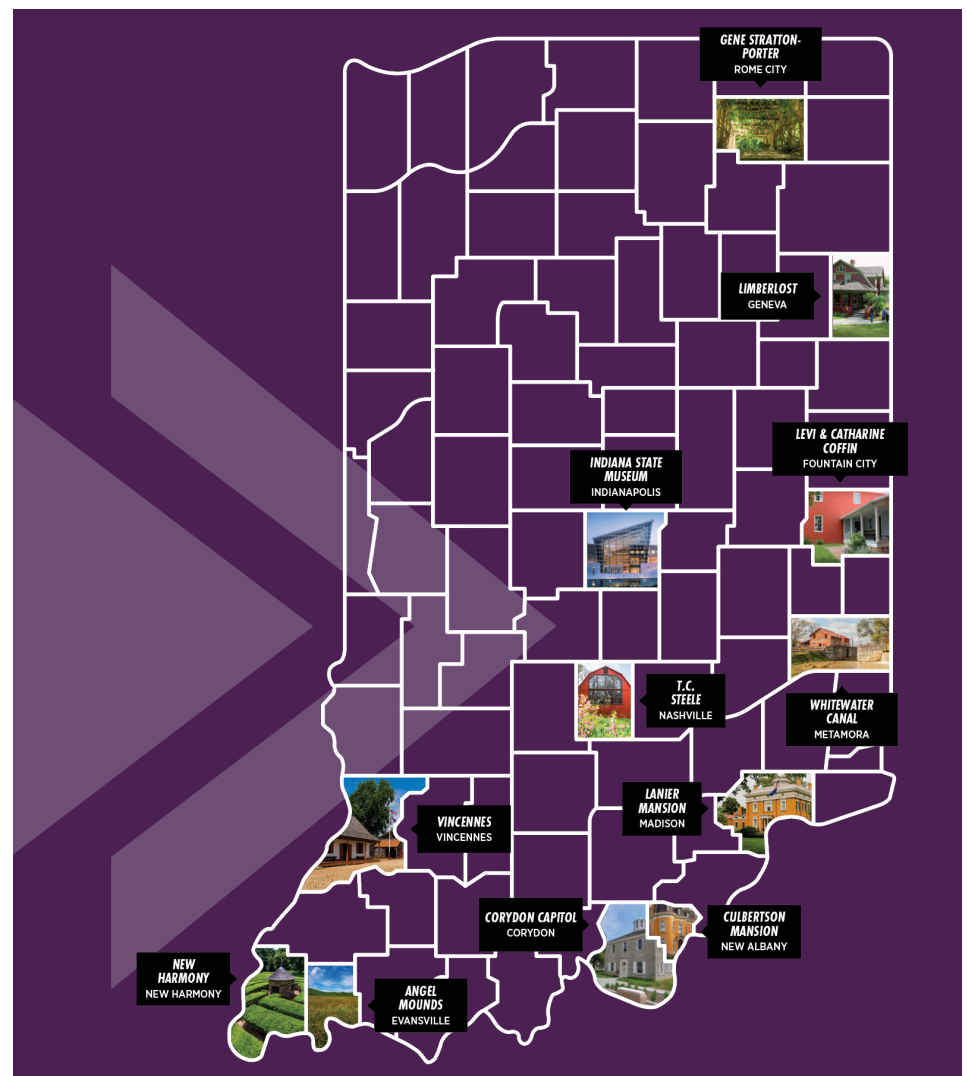 GENE STRATTON-
PORTER
ROME CITY
LIMBERLOST
GENEVA
LEVI & CATHARINE
COFFIN
FOUNTAIN CITY
INDIANA STATE
MUSEUM
INDIANAPOLIS
T.C.
STEELE
NASHVILLE
WHITEWATER
CANAL
METAMORA
LANIER
MANSION
MADISON
VINCENNES
VINCENNES
CORYDON CAPITOL
CORYDON
CULBERTSON
MANSION
NEW ALBANY
NEW
HARMONY
NEW HARMONY
ANGEL
MOUNDS
EVANSVILLE